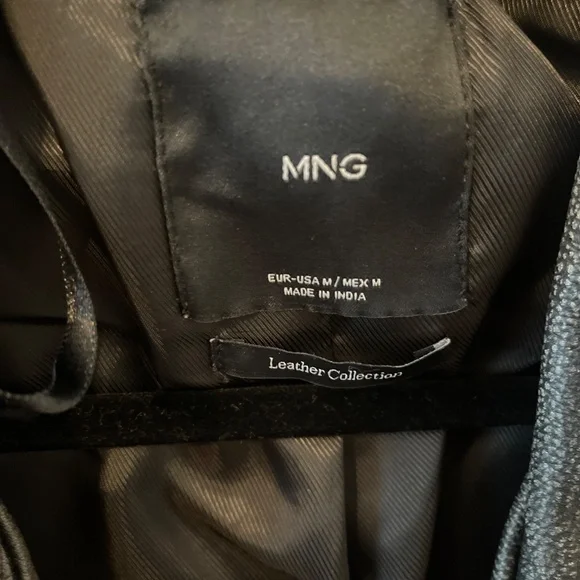 MNG
EUR-USA M / MEX M
MADE IN INDIA
Leather Collection